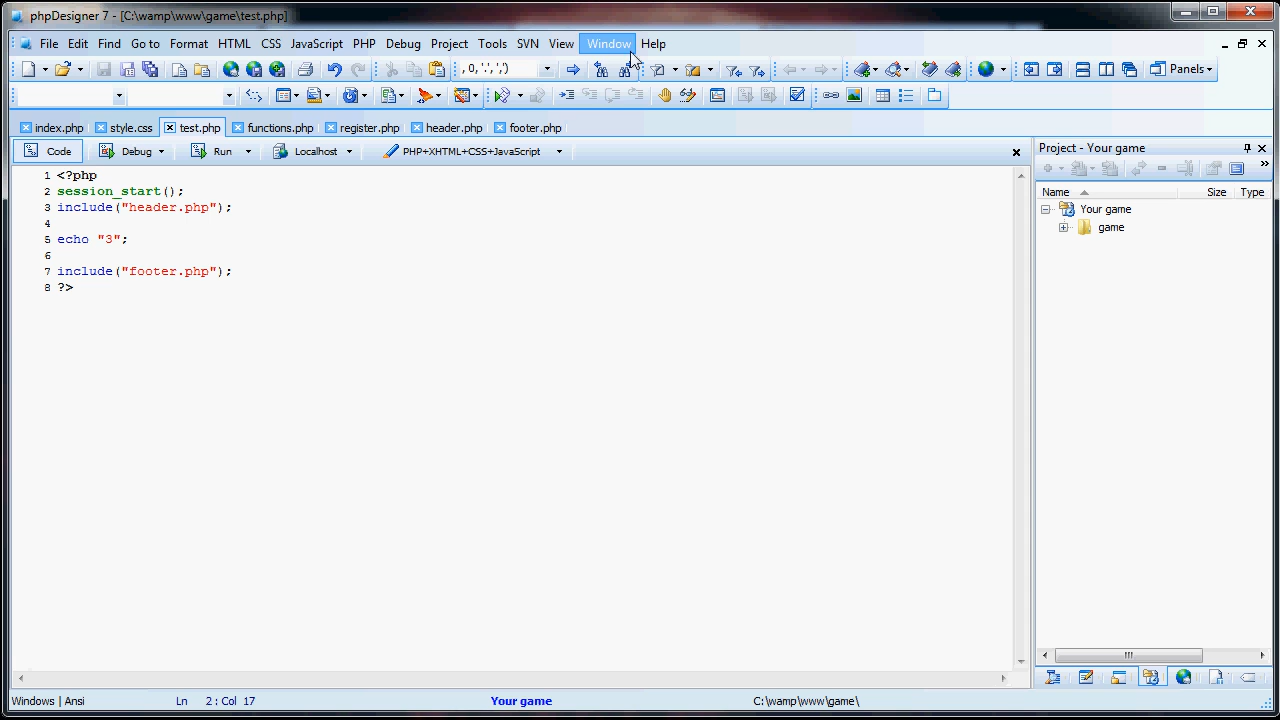 phpDesigner 7 - [C:\wamp\www\game\test.php]
File Edit Find Go to Format HTML CSS JavaScript PHP Debug Project Tools SVN View Window Help
, 0, '.', ',')
Panels
index.php style.css test.php functions.php register.php header.php footer.php
Code Debug Run Localhost PHP+XHTML+CSS+JavaScript
Project - Your game
Name Size Type
Your game
game
1 <?php
2 session_start();
3 include("header.php");
4
5 echo "3";
6
7 include("footer.php");
8 ?>
Windows | Ansi Ln 2 : Col 17 Your game C:\wamp\www\game\